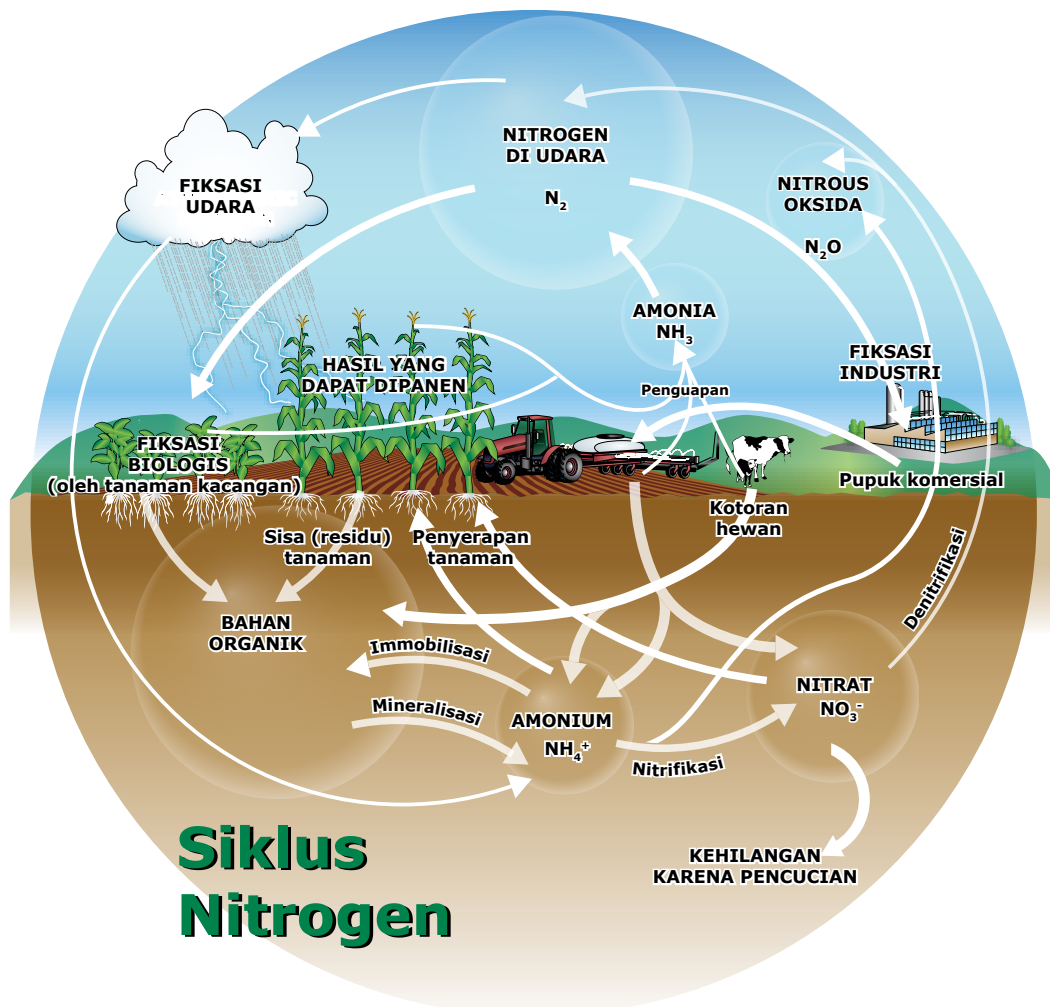 NITROGEN
DI UDARA
N₂
FIKSASI
UDARA
NITROUS
OKSIDA
N₂O
AMONIA
NH₃
FIKSASI
INDUSTRI
HASIL YANG
DAPAT DIPANEN
Penguapan
FIKSASI
BIOLOGIS
(oleh tanaman kacangan)
Pupuk komersial
Kotoran
hewan
Sisa (residu)
tanaman
Penyerapan
tanaman
Denitrifikasi
BAHAN
ORGANIK
Immobilisasi
Mineralisasi
AMONIUM
NH₄⁺
NITRAT
NO₃⁻
Nitrifikasi
KEHILANGAN
KARENA PENCUCIAN
Siklus
Nitrogen